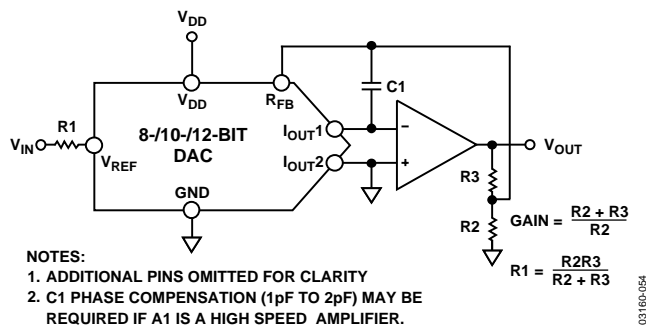 VDD
VDD
RFB
C1
VIN
R1
VREF
8-/10-/12-BIT
DAC
IOUT1
IOUT2
GND
–
+
VOUT
R3
R2
GAIN = R2 + R3
R2
R1 = R2R3
R2 + R3
NOTES:
1. ADDITIONAL PINS OMITTED FOR CLARITY
2. C1 PHASE COMPENSATION (1pF TO 2pF) MAY BE
REQUIRED IF A1 IS A HIGH SPEED AMPLIFIER.
03160-054